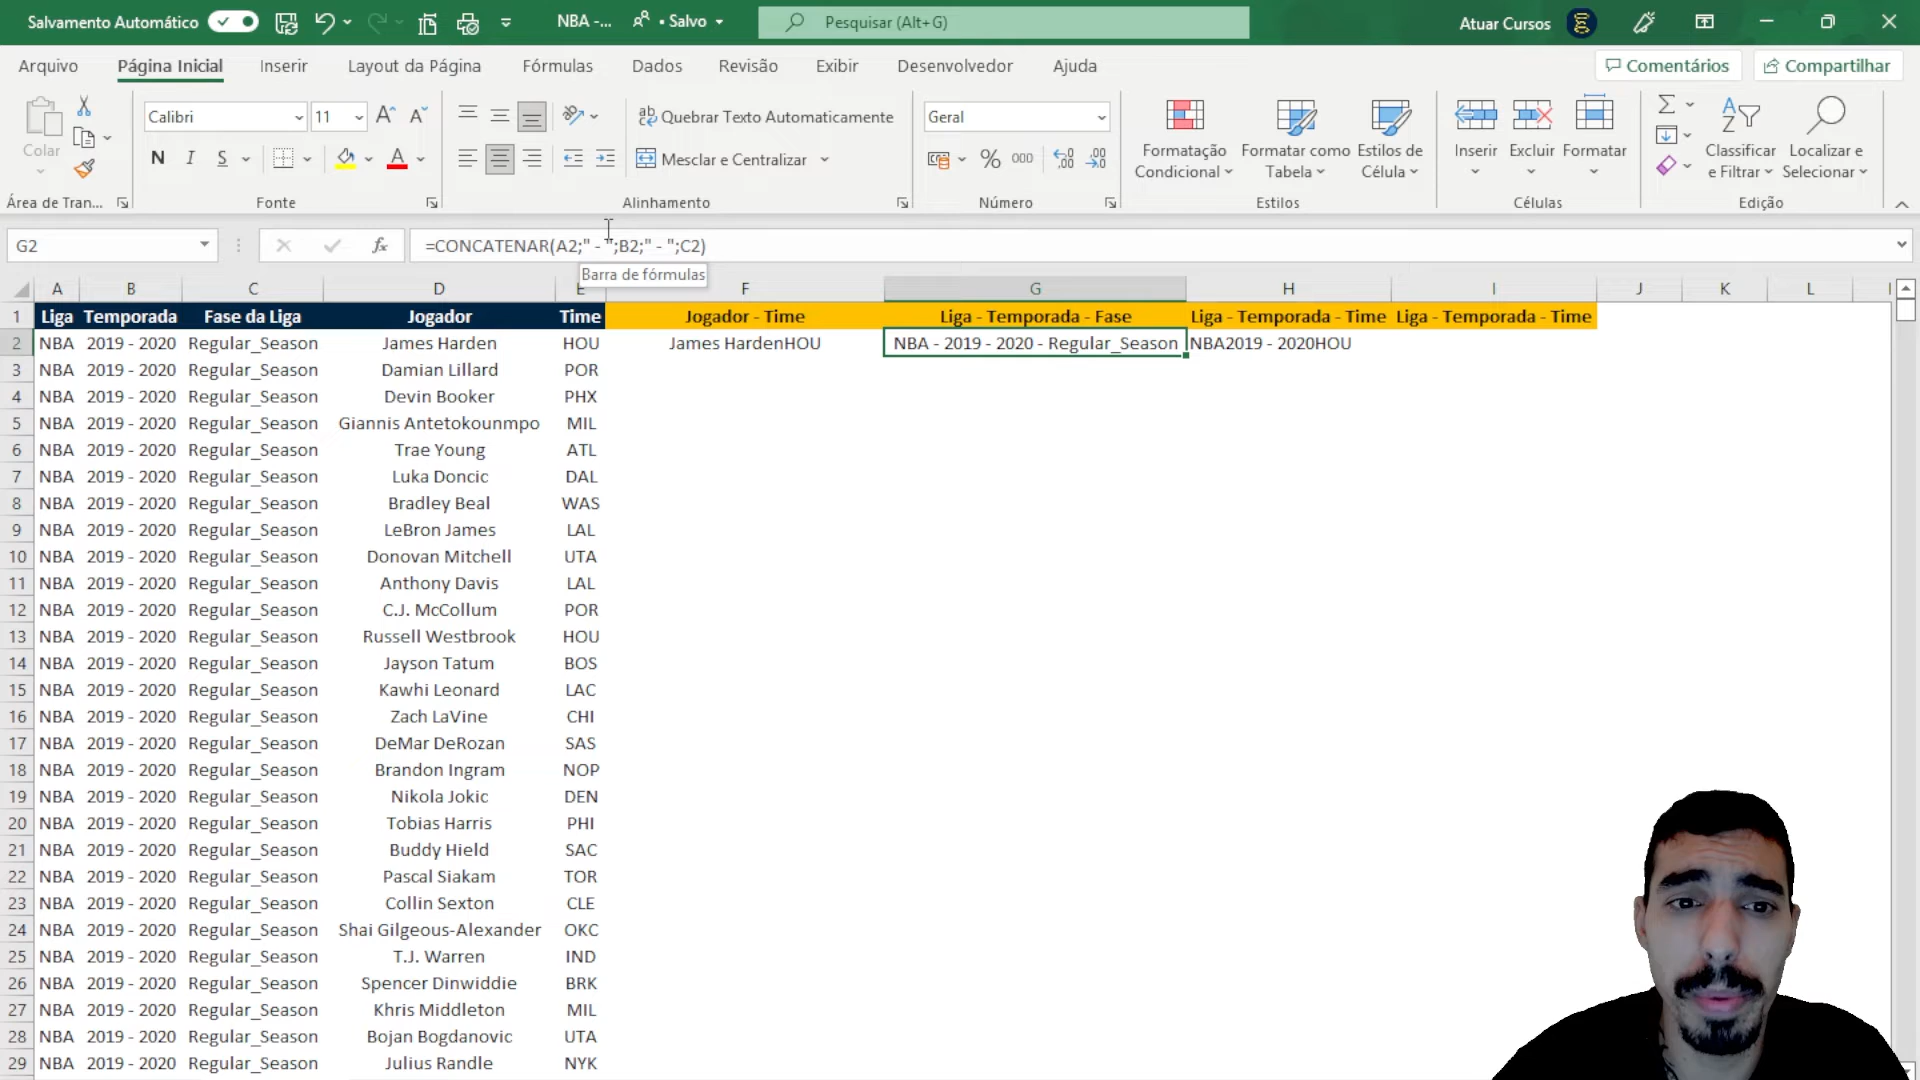 Salvamento Automático NBA -... • Salvo Pesquisar (Alt+G) Atuar Cursos
Arquivo Página Inicial Inserir Layout da Página Fórmulas Dados Revisão Exibir Desenvolvedor Ajuda Comentários Compartilhar
Colar Calibri 11 Quebrar Texto Automaticamente Geral
N I S Mesclar e Centralizar % 000
Formatação Condicional Formatar como Tabela Estilos de Célula Inserir Excluir Formatar Classificar e Filtrar Localizar e Selecionar
Área de Tran... Fonte Alinhamento Número Estilos Células Edição
G2 fx =CONCATENAR(A2;" - ";B2;" - ";C2)
Barra de fórmulas
A B C D E F G H I J K L
1 Liga Temporada Fase da Liga Jogador Time Jogador - Time Liga - Temporada - Fase Liga - Temporada - Time Liga - Temporada - Time
2 NBA 2019 - 2020 Regular_Season James Harden HOU James HardenHOU NBA - 2019 - 2020 - Regular_Season NBA2019 - 2020HOU
3 NBA 2019 - 2020 Regular_Season Damian Lillard POR
4 NBA 2019 - 2020 Regular_Season Devin Booker PHX
5 NBA 2019 - 2020 Regular_Season Giannis Antetokounmpo MIL
6 NBA 2019 - 2020 Regular_Season Trae Young ATL
7 NBA 2019 - 2020 Regular_Season Luka Doncic DAL
8 NBA 2019 - 2020 Regular_Season Bradley Beal WAS
9 NBA 2019 - 2020 Regular_Season LeBron James LAL
10 NBA 2019 - 2020 Regular_Season Donovan Mitchell UTA
11 NBA 2019 - 2020 Regular_Season Anthony Davis LAL
12 NBA 2019 - 2020 Regular_Season C.J. McCollum POR
13 NBA 2019 - 2020 Regular_Season Russell Westbrook HOU
14 NBA 2019 - 2020 Regular_Season Jayson Tatum BOS
15 NBA 2019 - 2020 Regular_Season Kawhi Leonard LAC
16 NBA 2019 - 2020 Regular_Season Zach LaVine CHI
17 NBA 2019 - 2020 Regular_Season DeMar DeRozan SAS
18 NBA 2019 - 2020 Regular_Season Brandon Ingram NOP
19 NBA 2019 - 2020 Regular_Season Nikola Jokic DEN
20 NBA 2019 - 2020 Regular_Season Tobias Harris PHI
21 NBA 2019 - 2020 Regular_Season Buddy Hield SAC
22 NBA 2019 - 2020 Regular_Season Pascal Siakam TOR
23 NBA 2019 - 2020 Regular_Season Collin Sexton CLE
24 NBA 2019 - 2020 Regular_Season Shai Gilgeous-Alexander OKC
25 NBA 2019 - 2020 Regular_Season T.J. Warren IND
26 NBA 2019 - 2020 Regular_Season Spencer Dinwiddie BRK
27 NBA 2019 - 2020 Regular_Season Khris Middleton MIL
28 NBA 2019 - 2020 Regular_Season Bojan Bogdanovic UTA
29 NBA 2019 - 2020 Regular_Season Julius Randle NYK